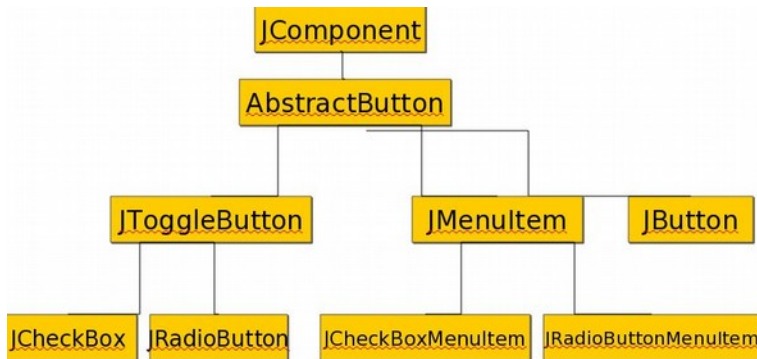 JComponent
AbstractButton
JToggleButton
JMenuItem
JButton
JCheckBox
JRadioButton
JCheckBoxMenuItem
JRadioButtonMenuItem